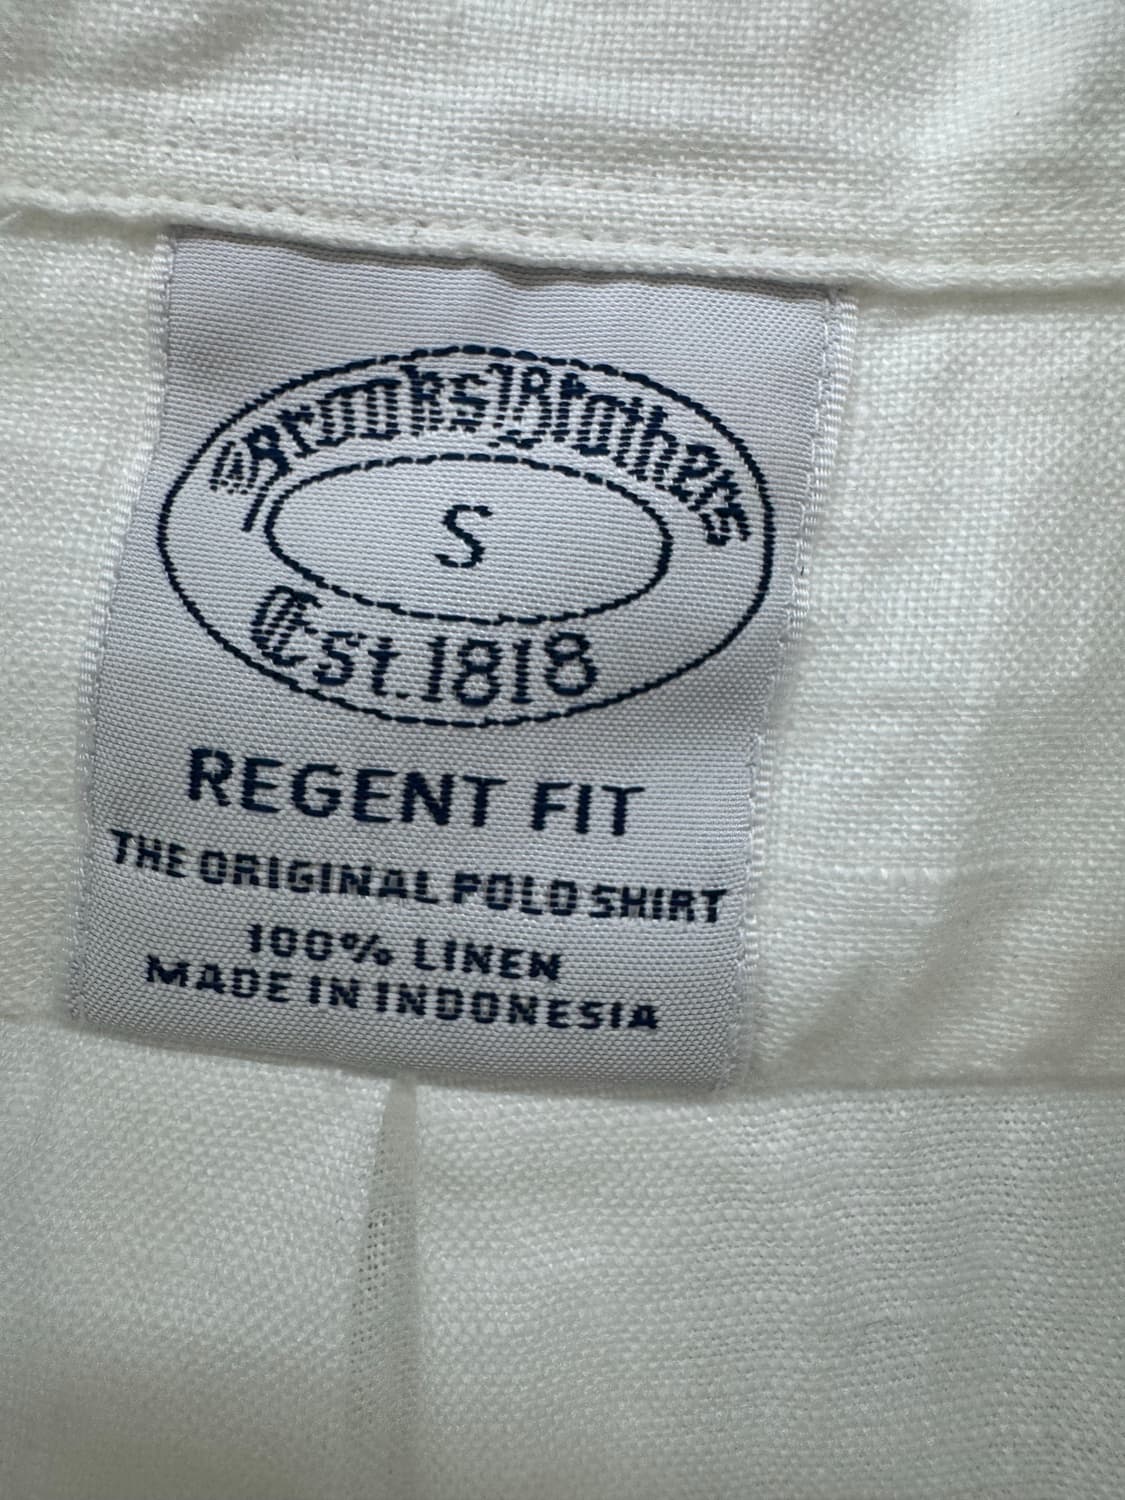 Brooks Brothers
S
Est. 1818
REGENT FIT
THE ORIGINAL POLO SHIRT
100% LINEN
MADE IN INDONESIA